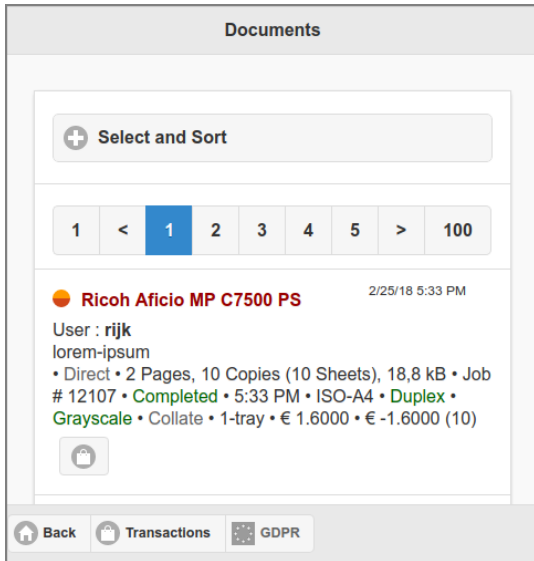 Documents
Select and Sort
1 < 1 2 3 4 5 > 100
Ricoh Aficio MP C7500 PS 2/25/18 5:33 PM
User : rijk
lorem-ipsum
• Direct • 2 Pages, 10 Copies (10 Sheets), 18,8 kB • Job
# 12107 • Completed • 5:33 PM • ISO-A4 • Duplex •
Grayscale • Collate • 1-tray • € 1.6000 • € -1.6000 (10)
Back Transactions GDPR